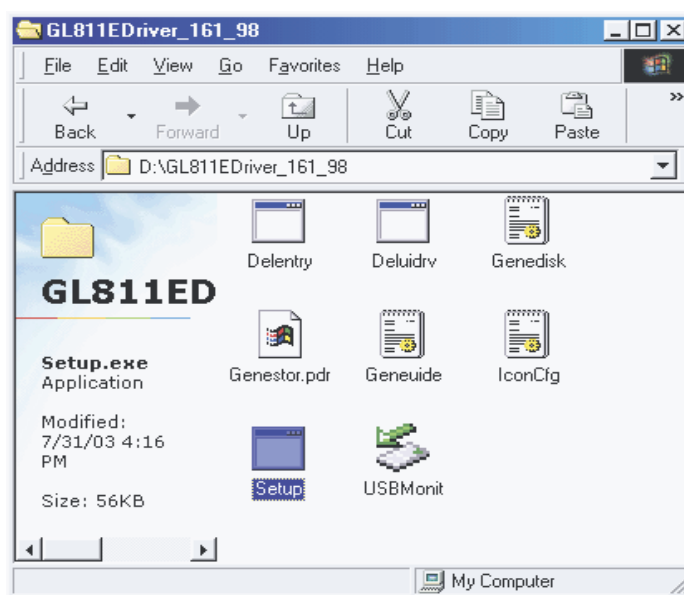 GL811EDriver_161_98
File Edit View Go Favorites Help
Back Forward Up Cut Copy Paste »
Address D:\GL811EDriver_161_98
GL811ED
Setup.exe
Application
Modified:
7/31/03 4:16
PM
Size: 56KB
Delentry Deluidrv Genedisk
Genestor.pdr Geneuide IconCfg
Setup USBMonit
My Computer